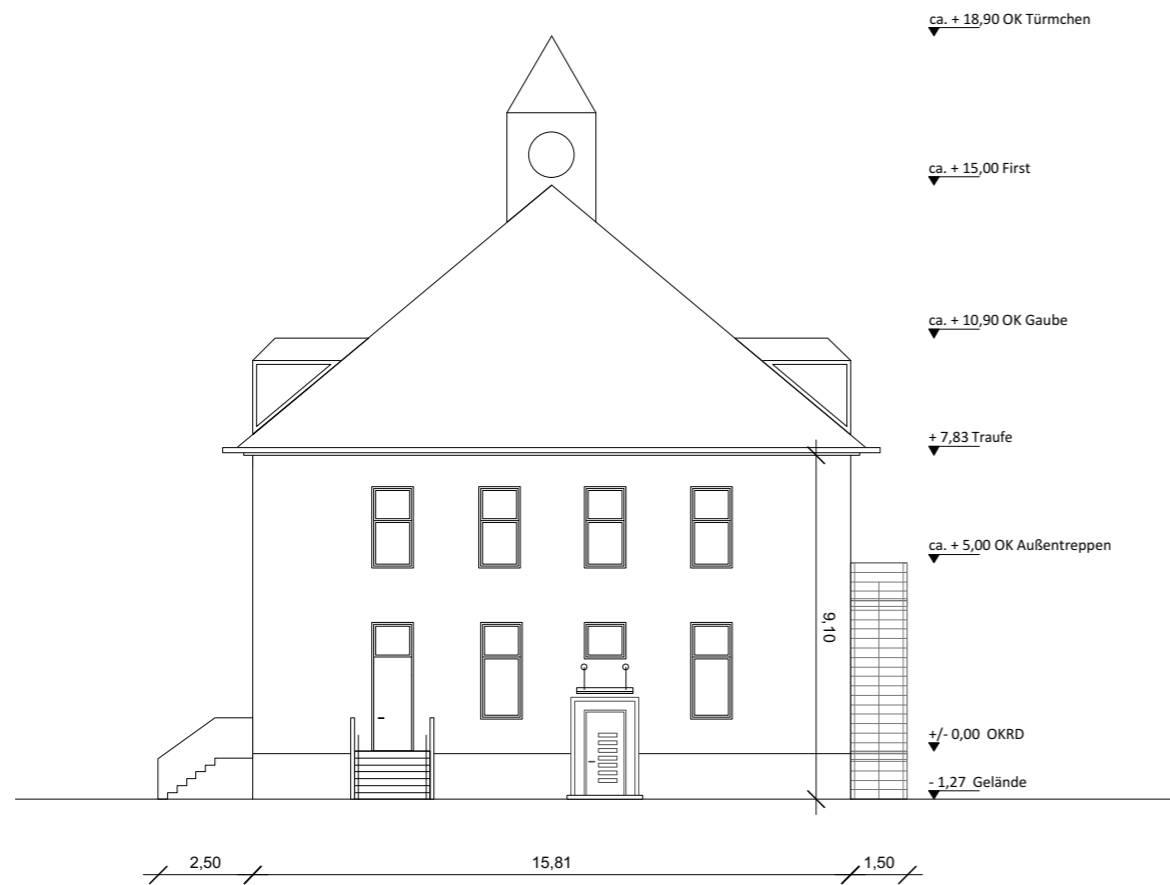 ca. + 18,90 OK Türmchen
ca. + 15,00 First
ca. + 10,90 OK Gaube
+ 7,83 Traufe
ca. + 5,00 OK Außentreppen
9,10
+/- 0,00 OKRD
- 1,27 Gelände
2,50
15,81
1,50